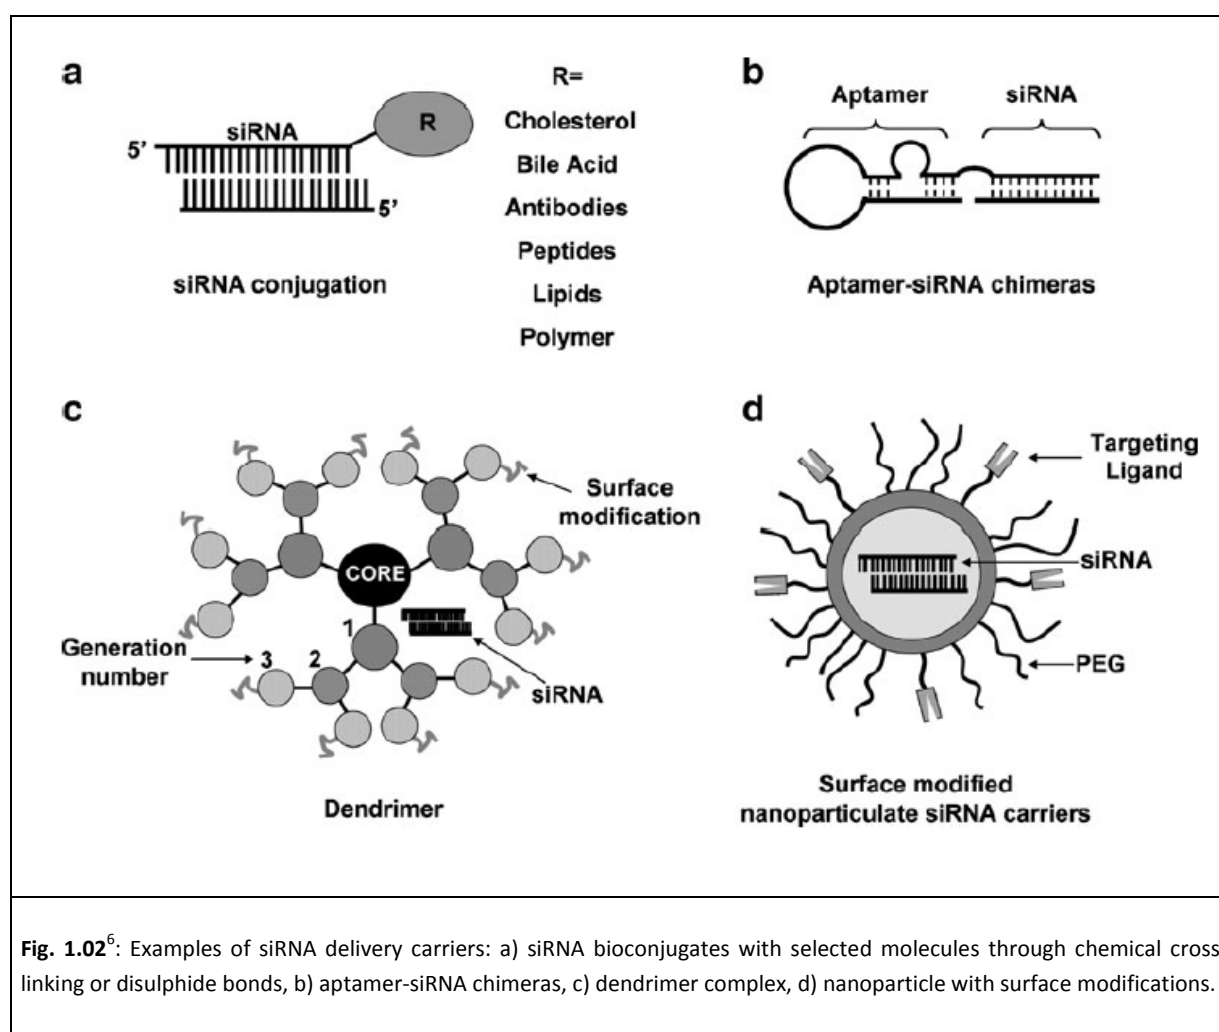 a
siRNA
5’
5’
R
siRNA conjugation
R=
Cholesterol
Bile Acid
Antibodies
Peptides
Lipids
Polymer
b
Aptamer
siRNA
Aptamer-siRNA chimeras
c
CORE
Surface
modification
1
2
3
Generation
number
siRNA
Dendrimer
d
Targeting
Ligand
siRNA
PEG
Surface modified
nanoparticulate siRNA carriers
Fig. 1.02⁶: Examples of siRNA delivery carriers: a) siRNA bioconjugates with selected molecules through chemical cross
linking or disulphide bonds, b) aptamer-siRNA chimeras, c) dendrimer complex, d) nanoparticle with surface modifications.